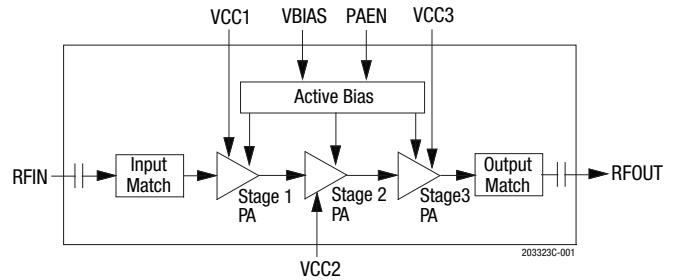 VCC1
VBIAS
PAEN
VCC3
Active Bias
RFIN
Input
Match
Stage 1
PA
Stage 2
PA
Stage3
PA
Output
Match
RFOUT
203323C-001
VCC2